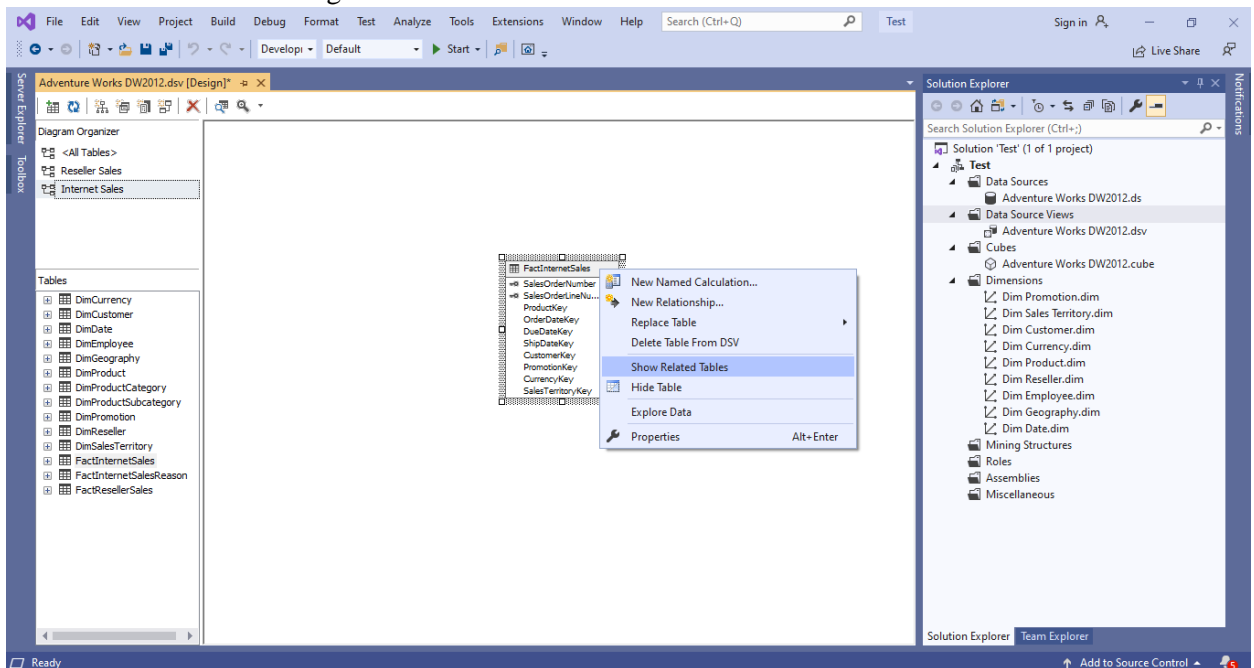 File Edit View Project Build Debug Format Test Analyze Tools Extensions Window Help Search (Ctrl+Q) Test Sign in
Develop Default Start Live Share
Server Explorer
Toolbox
Adventure Works DW2012.dsv [Design]*
Diagram Organizer
<All Tables>
Reseller Sales
Internet Sales
Tables
DimCurrency
DimCustomer
DimDate
DimEmployee
DimGeography
DimProduct
DimProductCategory
DimProductSubcategory
DimPromotion
DimReseller
DimSalesTerritory
FactInternetSales
FactInternetSalesReason
FactResellerSales
FactInternetSales
SalesOrderNumber
SalesOrderLineNu...
ProductKey
OrderDateKey
DueDateKey
ShipDateKey
CustomerKey
PromotionKey
CurrencyKey
SalesTerritoryKey
New Named Calculation...
New Relationship...
Replace Table
Delete Table From DSV
Show Related Tables
Hide Table
Explore Data
Properties Alt+Enter
Solution Explorer
Search Solution Explorer (Ctrl+;)
Solution 'Test' (1 of 1 project)
Test
Data Sources
Adventure Works DW2012.ds
Data Source Views
Adventure Works DW2012.dsv
Cubes
Adventure Works DW2012.cube
Dimensions
Dim Promotion.dim
Dim Sales Territory.dim
Dim Customer.dim
Dim Currency.dim
Dim Product.dim
Dim Reseller.dim
Dim Employee.dim
Dim Geography.dim
Dim Date.dim
Mining Structures
Roles
Assemblies
Miscellaneous
Solution Explorer Team Explorer
Notifications
Ready Add to Source Control 5